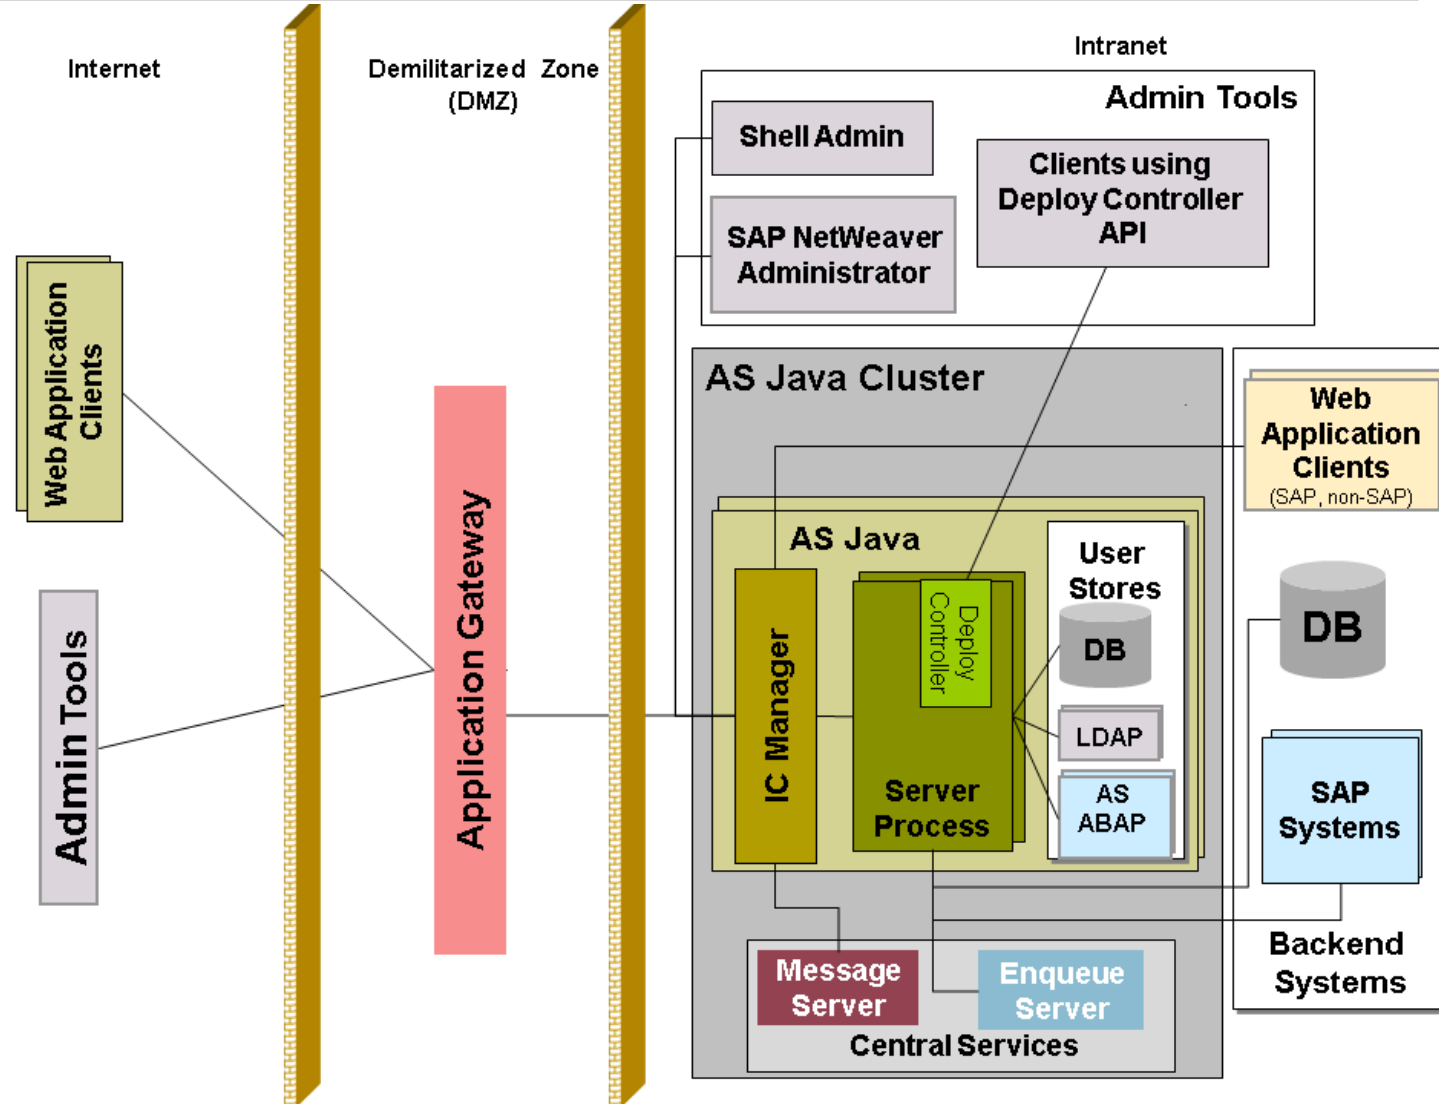 Internet
Demilitarized Zone
(DMZ)
Intranet
Admin Tools
Shell Admin
Clients using
Deploy Controller
API
SAP NetWeaver
Administrator
Web Application
Clients
Admin Tools
Application Gateway
AS Java Cluster
AS Java
IC Manager
Deploy
Controller
Server
Process
User
Stores
DB
LDAP
AS
ABAP
Message
Server
Enqueue
Server
Central Services
Web
Application
Clients
(SAP, non-SAP)
DB
SAP
Systems
Backend
Systems